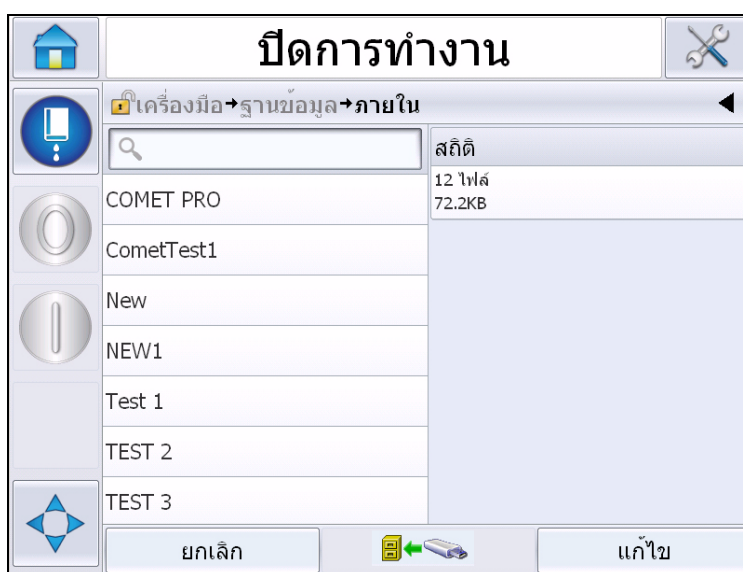 ปิดการทำงาน
เครื่องมือ→ฐานข้อมูล→ภายใน
สถิติ
12 ไฟล์
72.2KB
COMET PRO
CometTest1
New
NEW1
Test 1
TEST 2
TEST 3
ยกเลิก
แก้ไข